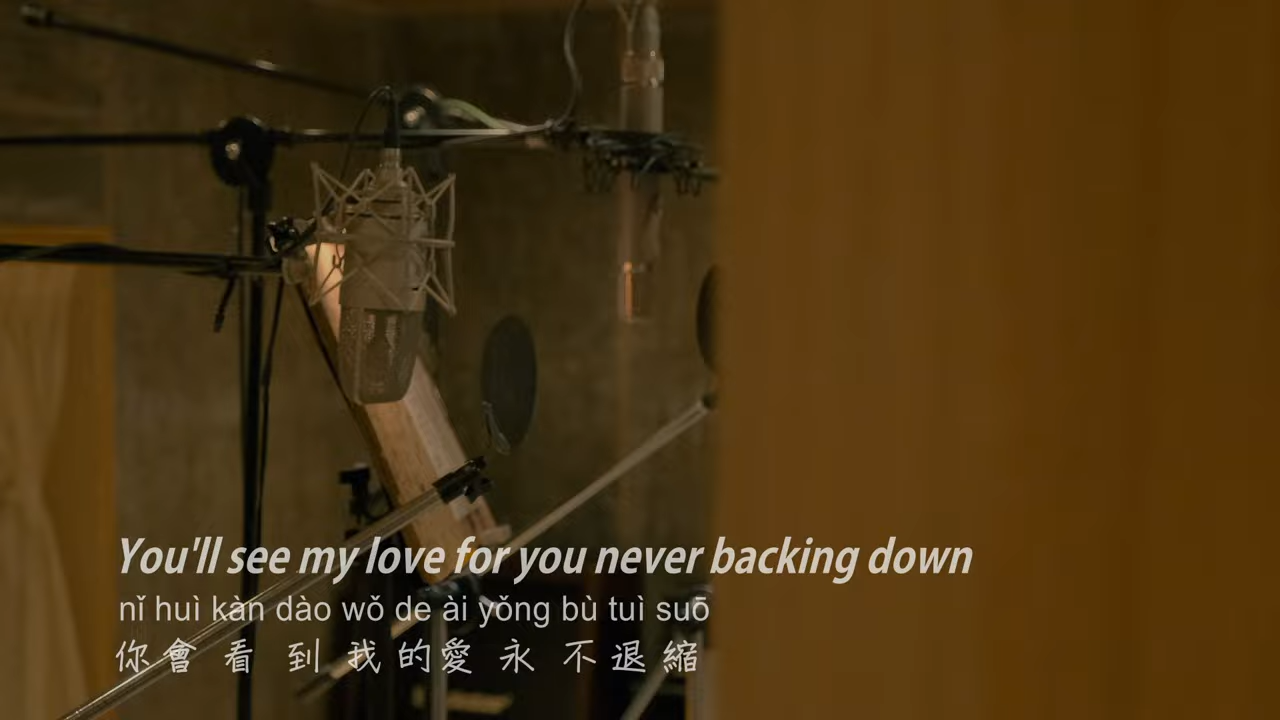 You'll see my love for you never backing down
nǐ huì kàn dào wǒ de ài yǒng bù tuì suō
你會看到我的愛永不退縮